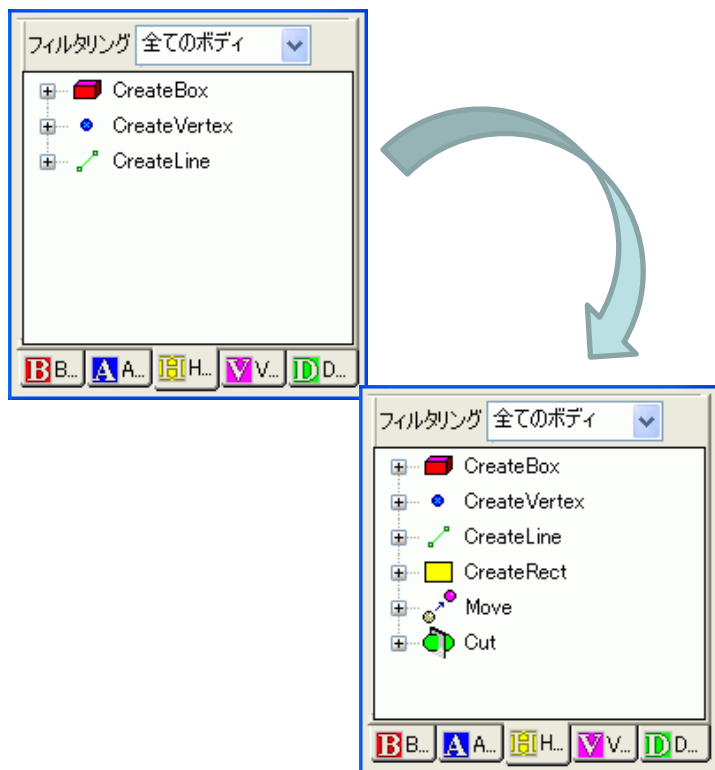 フィルタリング 全てのボディ
CreateBox
CreateVertex
CreateLine
B B... A A... H H... V V... D D...
フィルタリング 全てのボディ
CreateBox
CreateVertex
CreateLine
CreateRect
Move
Cut
B B... A A... H H... V V... D D...